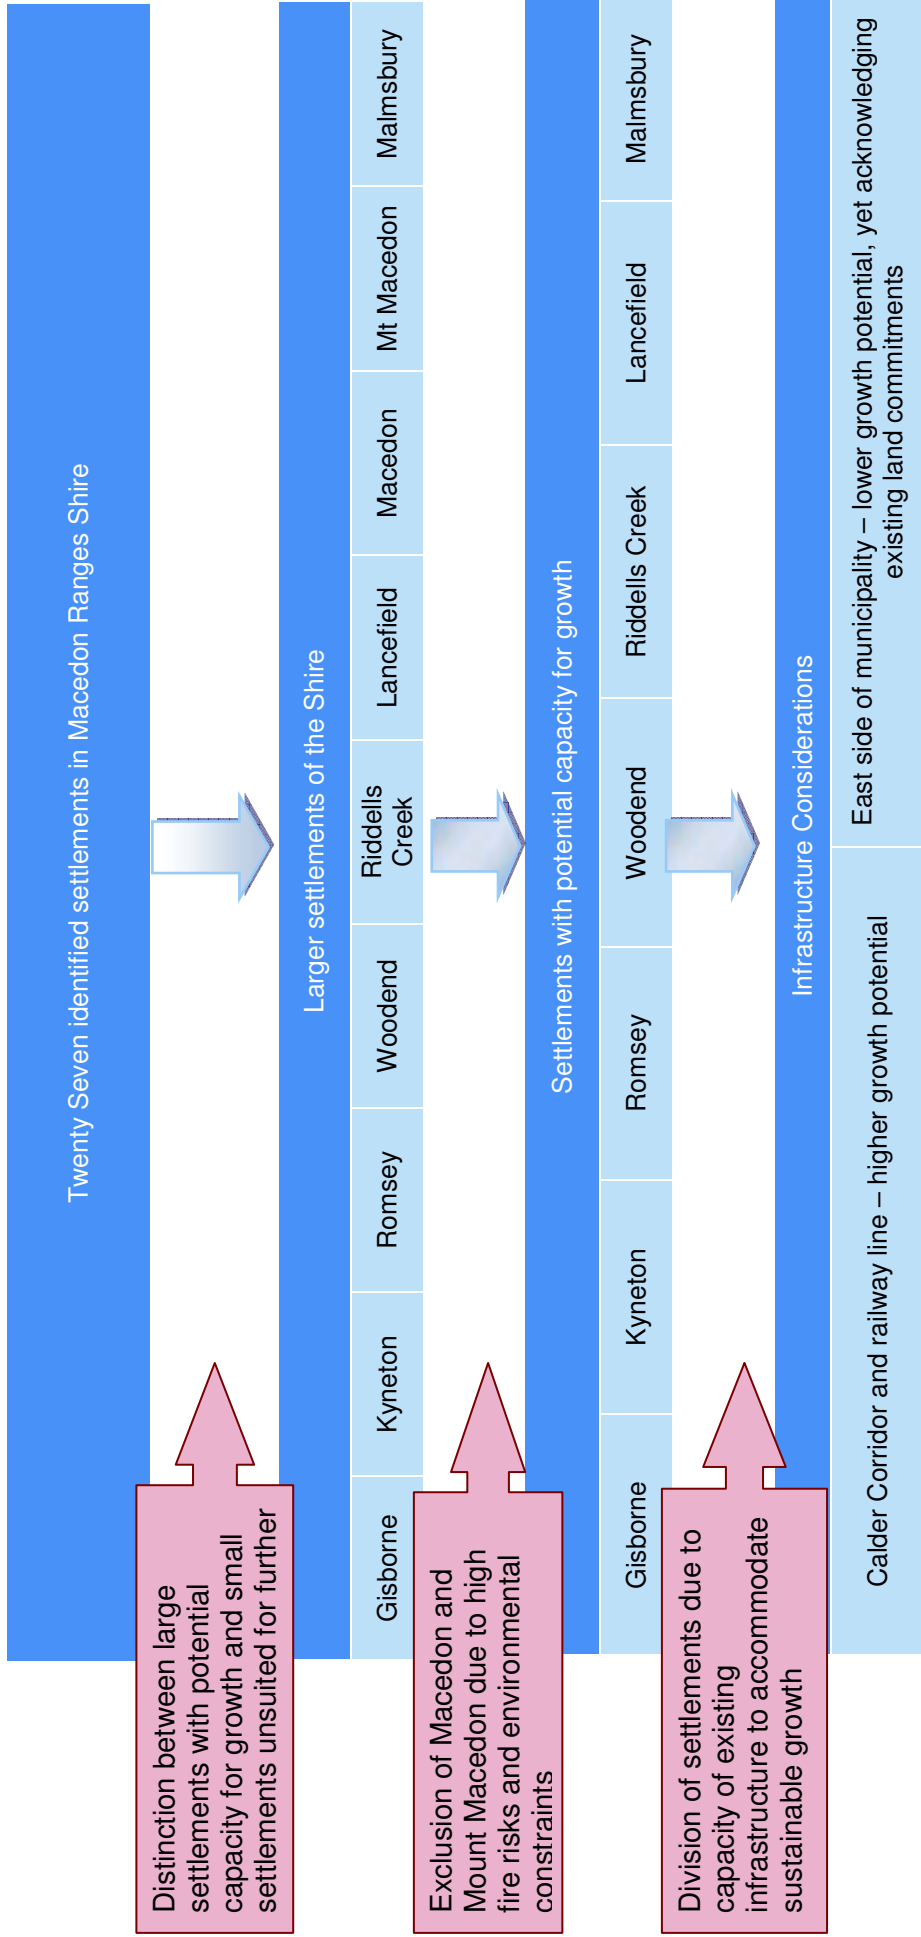 Twenty Seven identified settlements in Macedon Ranges Shire
Distinction between large
settlements with potential
capacity for growth and small
settlements unsuited for further
Larger settlements of the Shire
Gisborne
Kyneton
Romsey
Woodend
Riddells
Creek
Lancefield
Macedon
Mt Macedon
Malmsbury
Exclusion of Macedon and
Mount Macedon due to high
fire risks and environmental
constraints
Settlements with potential capacity for growth
Gisborne
Kyneton
Romsey
Woodend
Riddells Creek
Lancefield
Malmsbury
Division of settlements due to
capacity of existing
infrastructure to accommodate
sustainable growth
Infrastructure Considerations
Calder Corridor and railway line – higher growth potential
East side of municipality – lower growth potential, yet acknowledging
existing land commitments